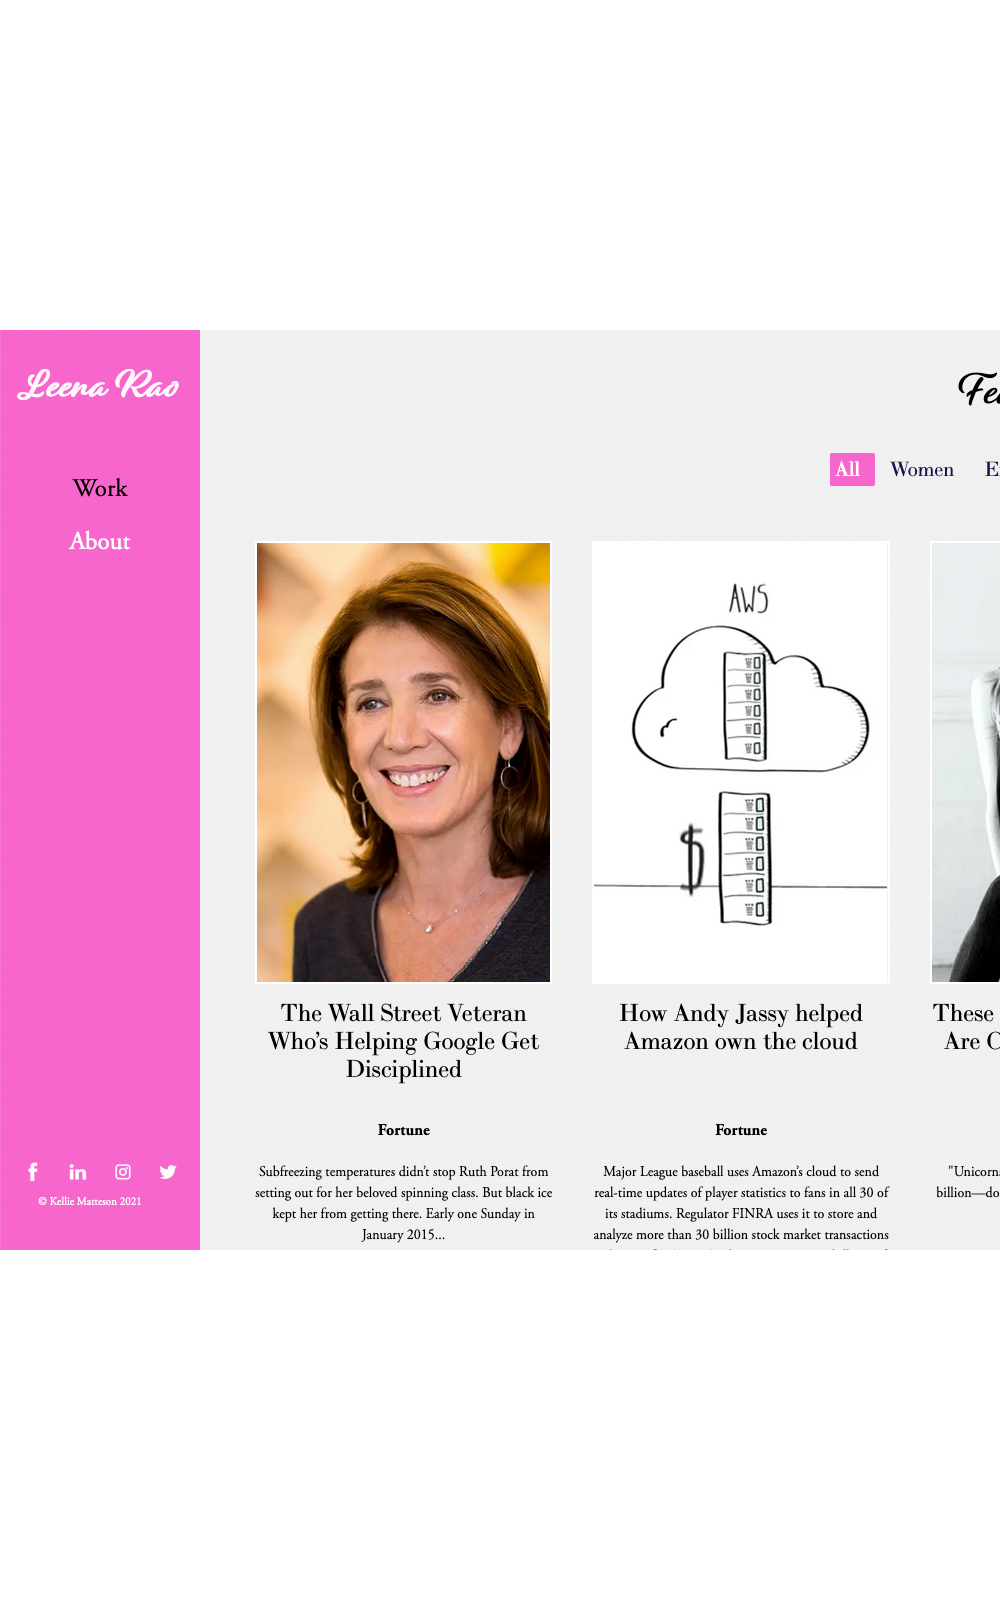 Leena Rao
Work
About
All
Women
AWS
$
The Wall Street Veteran
Who’s Helping Google Get
Disciplined
Fortune
Subfreezing temperatures didn’t stop Ruth Porat from
setting out for her beloved spinning class. But black ice
kept her from getting there. Early one Sunday in
January 2015...
How Andy Jassy helped
Amazon own the cloud
Fortune
Major League baseball uses Amazon’s cloud to send
real-time updates of player statistics to fans in all 30 of
its stadiums. Regulator FINRA uses it to store and
analyze more than 30 billion stock market transactions
These
Are
"Unicorn
billion—do
© Kellie Matteson 2021